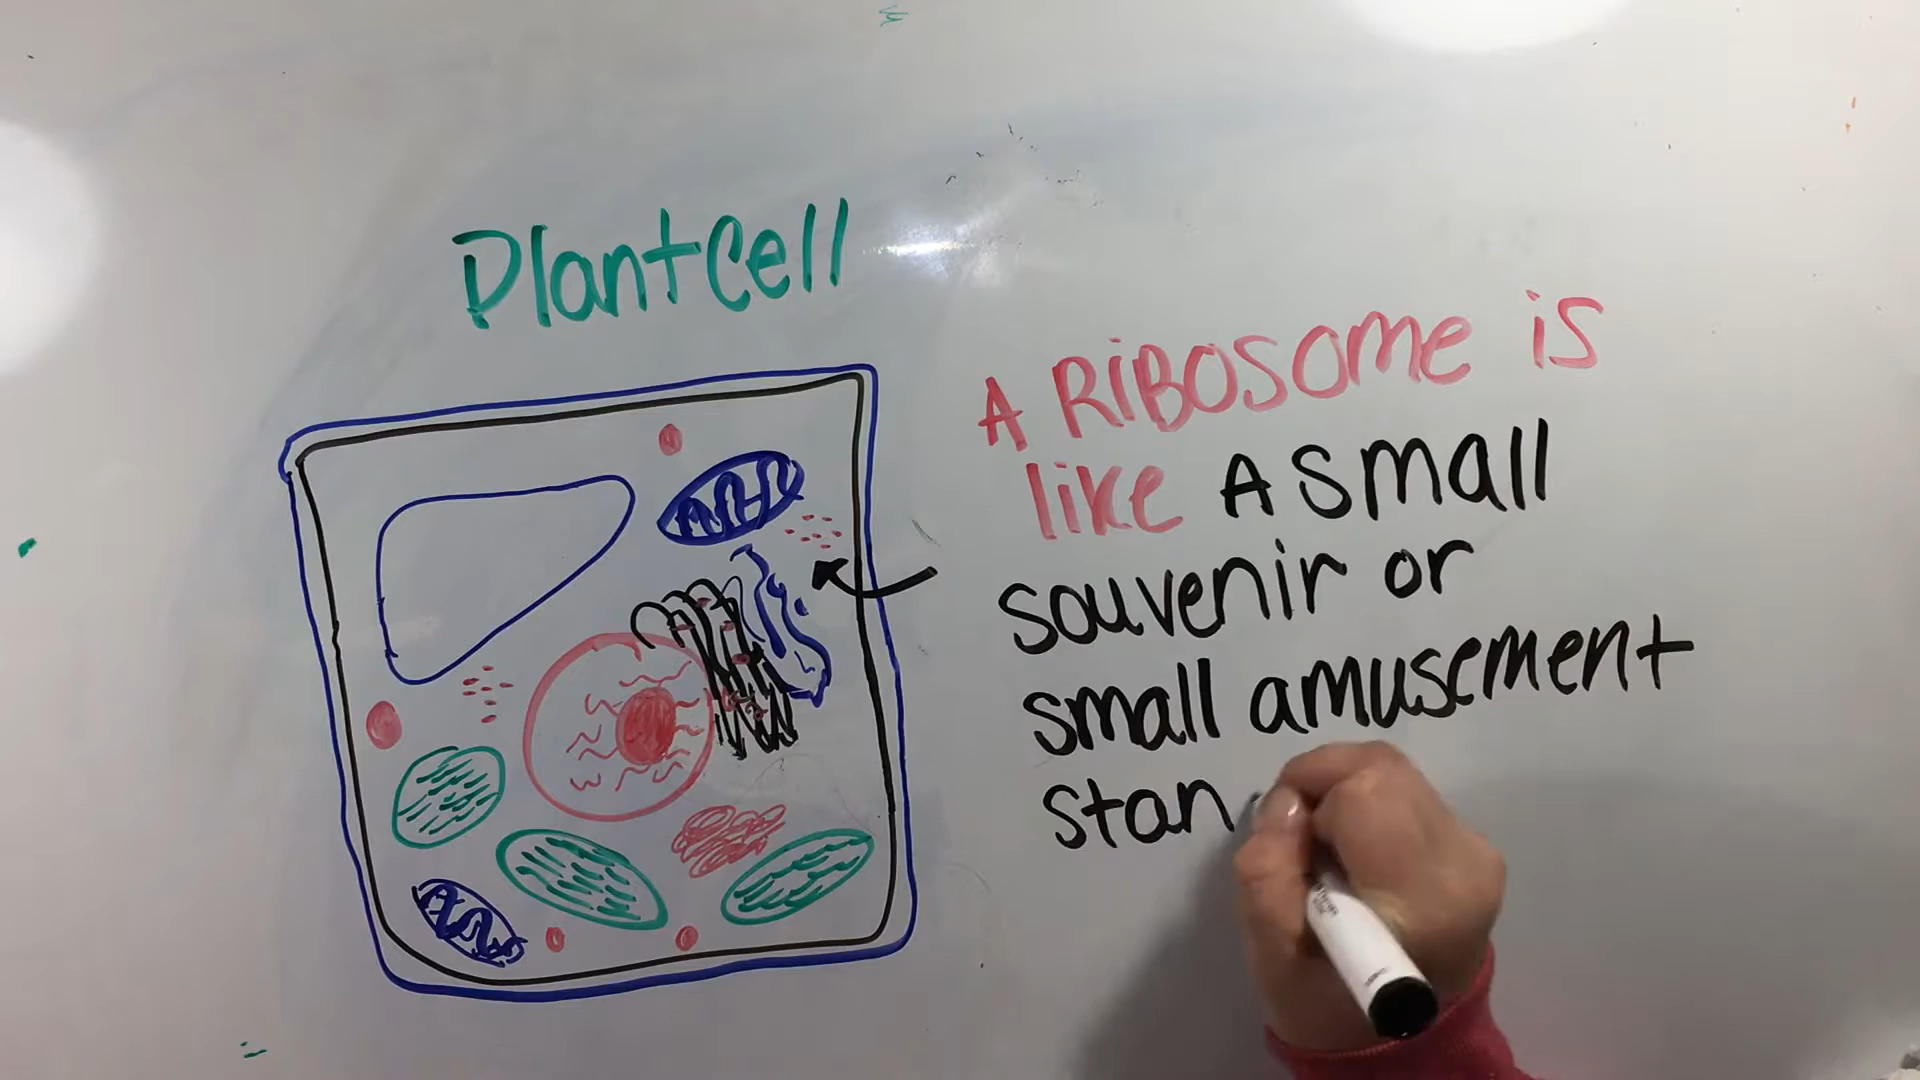 Plant Cell
A RiBOSOME is
like A small
souvenir or
small amusement
stan